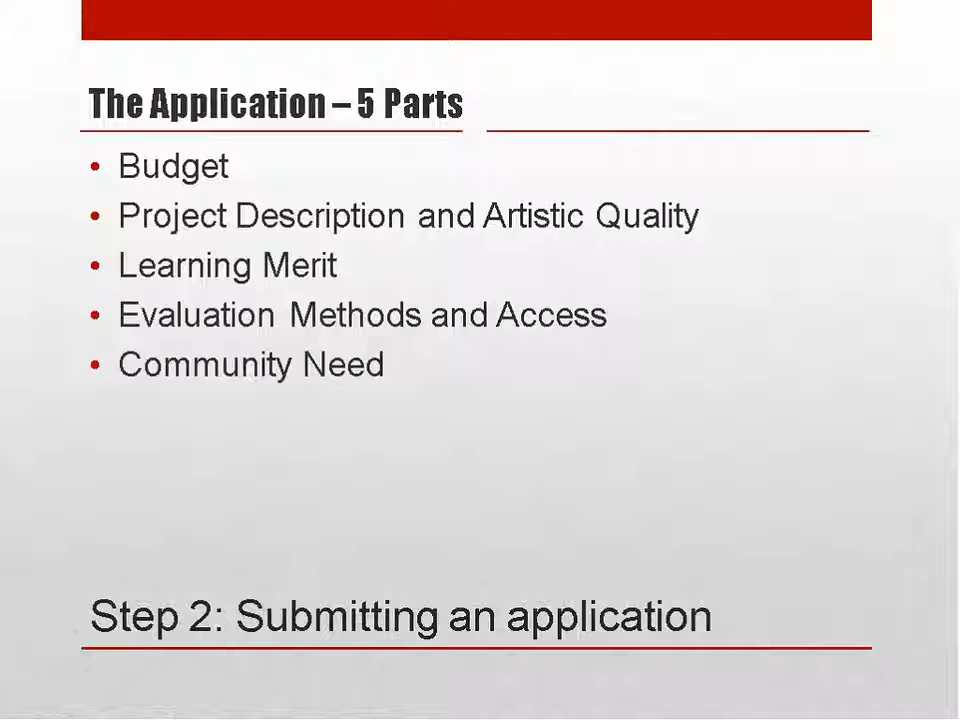 The Application – 5 Parts
• Budget
• Project Description and Artistic Quality
• Learning Merit
• Evaluation Methods and Access
• Community Need
Step 2: Submitting an application